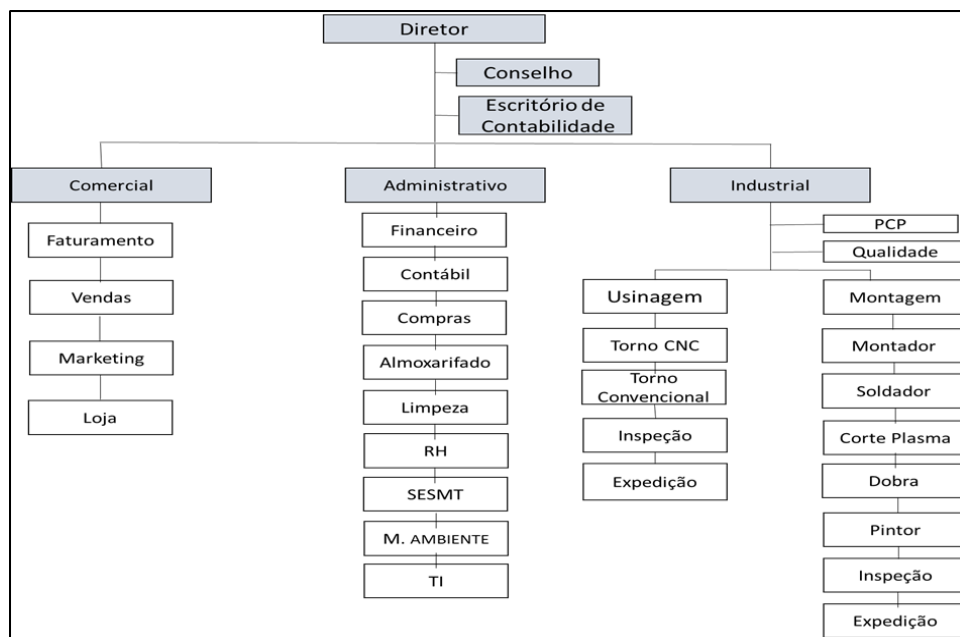 Diretor
Conselho
Escritório de
Contabilidade
Comercial
Faturamento
Vendas
Marketing
Loja
Administrativo
Financeiro
Contábil
Compras
Almoxarifado
Limpeza
RH
SESMT
M. AMBIENTE
TI
Industrial
PCP
Qualidade
Usinagem
Torno CNC
Torno
Convencional
Inspeção
Expedição
Montagem
Montador
Soldador
Corte Plasma
Dobra
Pintor
Inspeção
Expedição